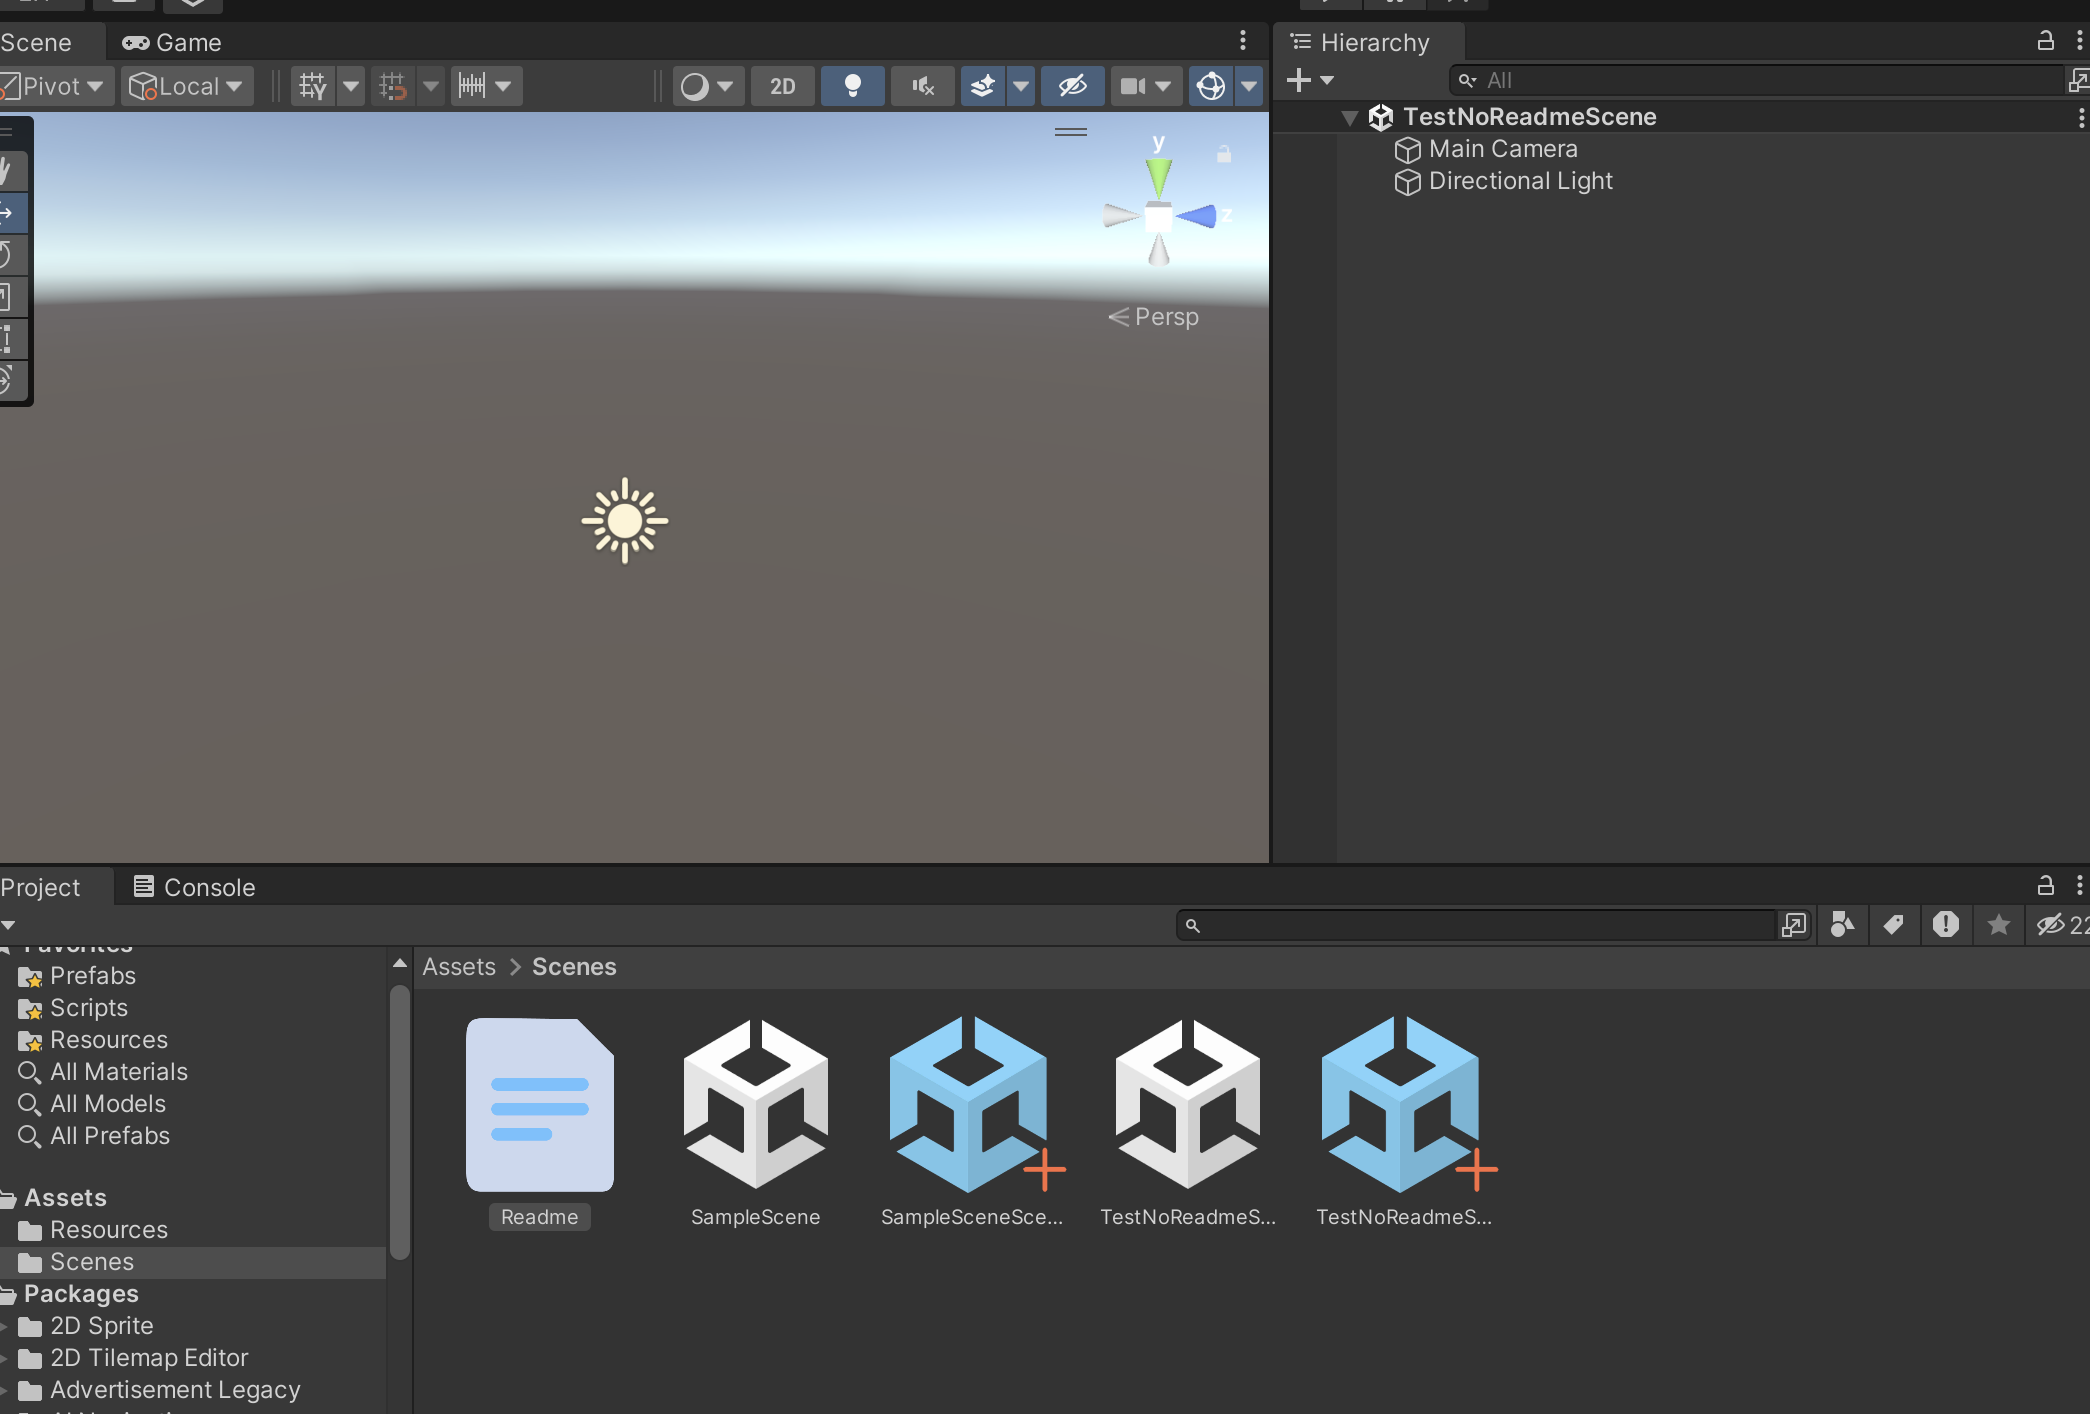 Scene
Game
Pivot
Local
2D
y
z
Persp
Hierarchy
All
TestNoReadmeScene
Main Camera
Directional Light
Project
Console
22
Favorites
Prefabs
Scripts
Resources
All Materials
All Models
All Prefabs
Assets
Resources
Scenes
Packages
2D Sprite
2D Tilemap Editor
Advertisement Legacy
Assets > Scenes
Readme
SampleScene
SampleSceneSce...
TestNoReadmeS...
TestNoReadmeS...